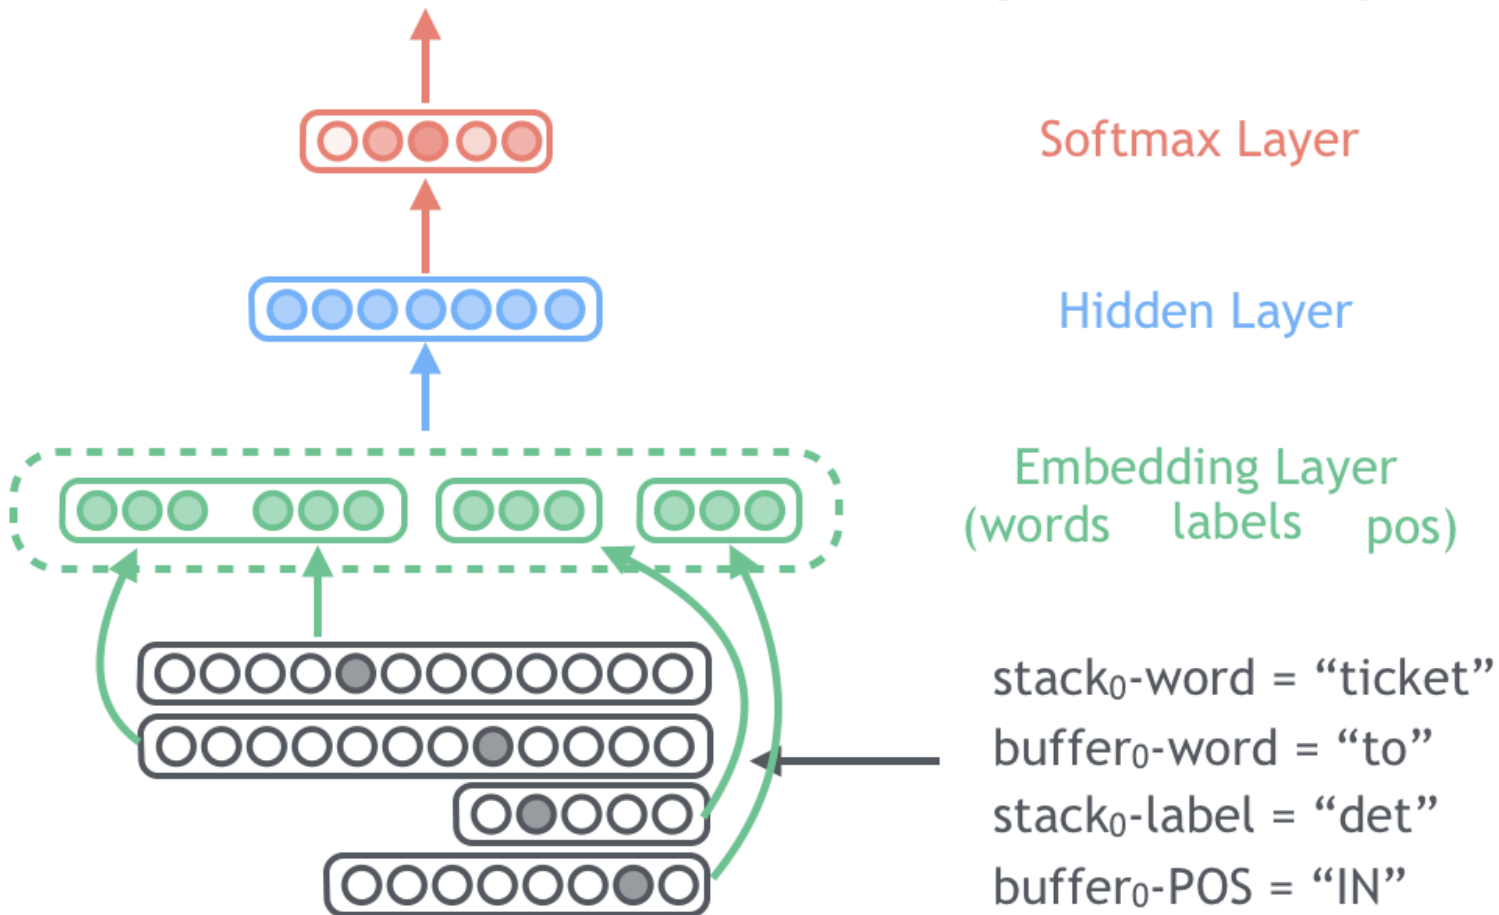 Softmax Layer
Hidden Layer
Embedding Layer
(words labels pos)
stack₀-word = “ticket”
buffer₀-word = “to”
stack₀-label = “det”
buffer₀-POS = “IN”